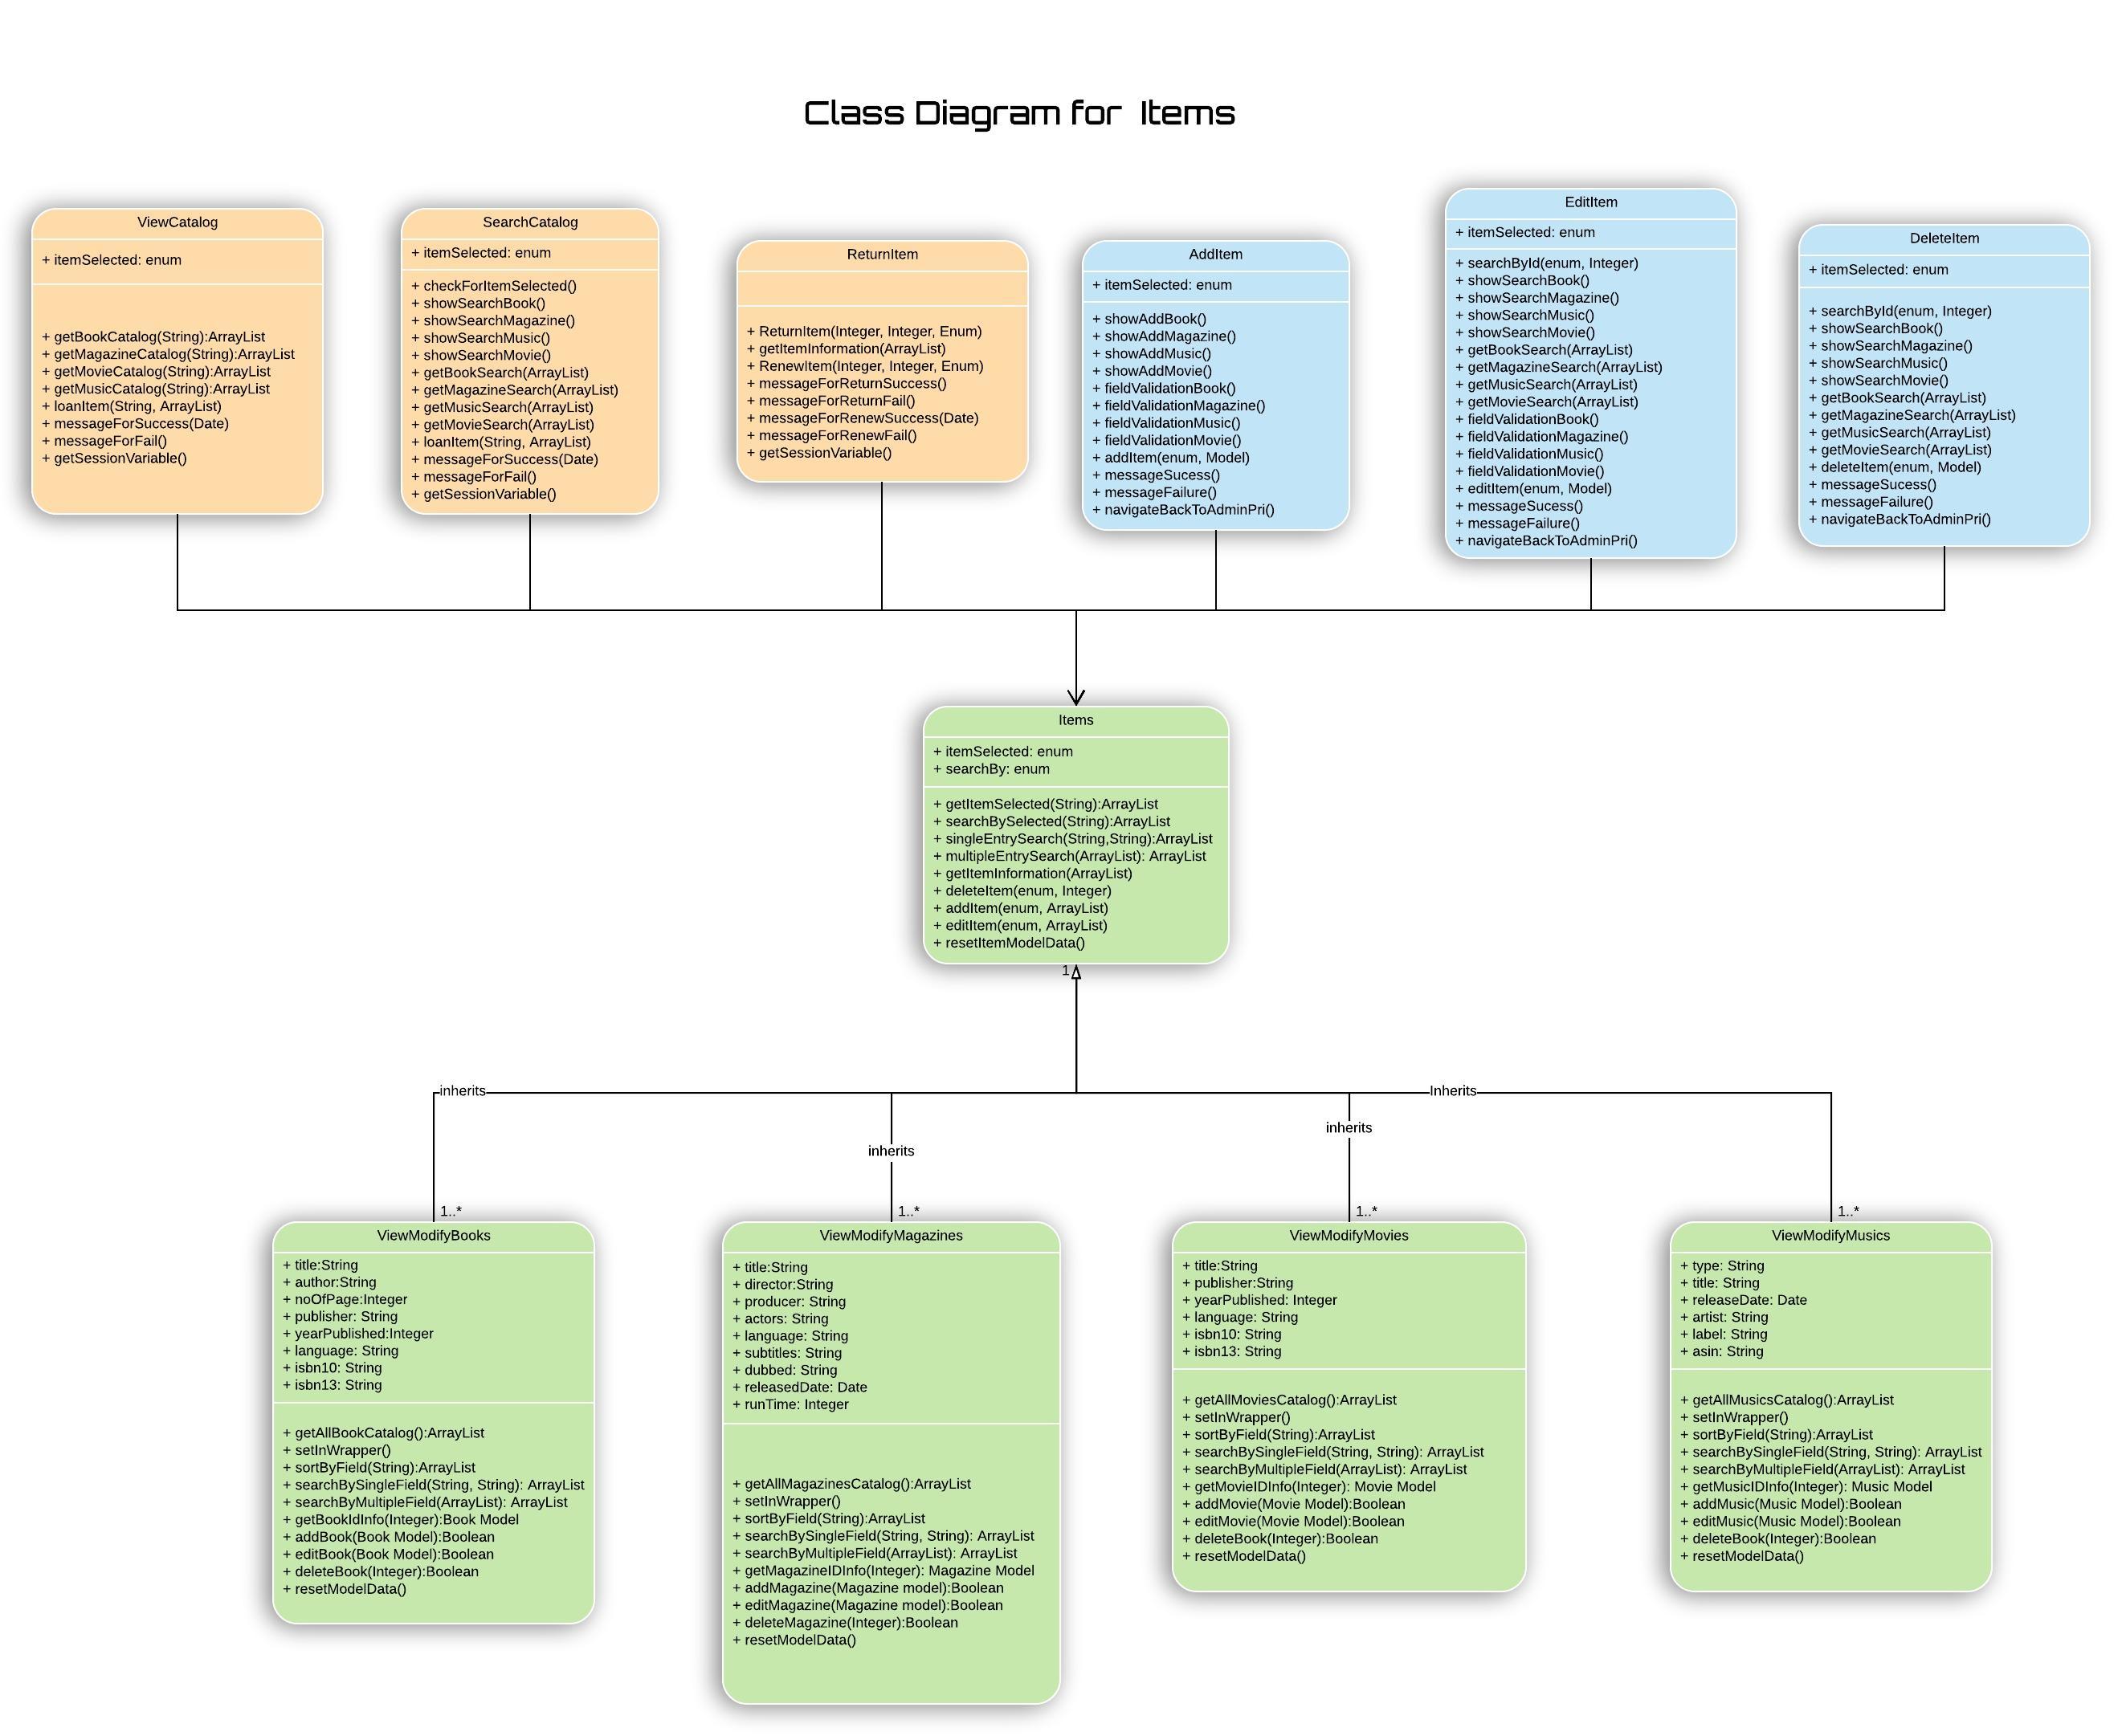 Class Diagram for Items
ViewCatalog
+ itemSelected: enum
+ getBookCatalog(String):ArrayList
+ getMagazineCatalog(String):ArrayList
+ getMovieCatalog(String):ArrayList
+ getMusicCatalog(String):ArrayList
+ loanItem(String, ArrayList)
+ messageForSuccess(Date)
+ messageForFail()
+ getSessionVariable()
SearchCatalog
+ itemSelected: enum
+ checkForItemSelected()
+ showSearchBook()
+ showSearchMagazine()
+ showSearchMusic()
+ showSearchMovie()
+ getBookSearch(ArrayList)
+ getMagazineSearch(ArrayList)
+ getMusicSearch(ArrayList)
+ getMovieSearch(ArrayList)
+ loanItem(String, ArrayList)
+ messageForSuccess(Date)
+ messageForFail()
+ getSessionVariable()
ReturnItem
+ ReturnItem(Integer, Integer, Enum)
+ getItemInformation(ArrayList)
+ RenewItem(Integer, Integer, Enum)
+ messageForReturnSuccess()
+ messageForReturnFail()
+ messageForRenewSuccess(Date)
+ messageForRenewFail()
+ getSessionVariable()
AddItem
+ itemSelected: enum
+ showAddBook()
+ showAddMagazine()
+ showAddMusic()
+ showAddMovie()
+ fieldValidationBook()
+ fieldValidationMagazine()
+ fieldValidationMusic()
+ fieldValidationMovie()
+ addItem(enum, Model)
+ messageSucess()
+ messageFailure()
+ navigateBackToAdminPri()
EditItem
+ itemSelected: enum
+ searchById(enum, Integer)
+ showSearchBook()
+ showSearchMagazine()
+ showSearchMusic()
+ showSearchMovie()
+ getBookSearch(ArrayList)
+ getMagazineSearch(ArrayList)
+ getMusicSearch(ArrayList)
+ getMovieSearch(ArrayList)
+ fieldValidationBook()
+ fieldValidationMagazine()
+ fieldValidationMusic()
+ fieldValidationMovie()
+ editItem(enum, Model)
+ messageSucess()
+ messageFailure()
+ navigateBackToAdminPri()
DeleteItem
+ itemSelected: enum
+ searchById(enum, Integer)
+ showSearchBook()
+ showSearchMagazine()
+ showSearchMusic()
+ showSearchMovie()
+ getBookSearch(ArrayList)
+ getMagazineSearch(ArrayList)
+ getMusicSearch(ArrayList)
+ getMovieSearch(ArrayList)
+ deleteItem(enum, Model)
+ messageSucess()
+ messageFailure()
+ navigateBackToAdminPri()
Items
+ itemSelected: enum
+ searchBy: enum
+ getItemSelected(String):ArrayList
+ searchBySelected(String):ArrayList
+ singleEntrySearch(String,String):ArrayList
+ multipleEntrySearch(ArrayList): ArrayList
+ getItemInformation(ArrayList)
+ deleteItem(enum, Integer)
+ addItem(enum, ArrayList)
+ editItem(enum, ArrayList)
+ resetItemModelData()
1
inherits
inherits
inherits
Inherits
1..*
1..*
1..*
1..*
ViewModifyBooks
+ title:String
+ author:String
+ noOfPage:Integer
+ publisher: String
+ yearPublished:Integer
+ language: String
+ isbn10: String
+ isbn13: String
+ getAllBookCatalog():ArrayList
+ setInWrapper()
+ sortByField(String):ArrayList
+ searchBySingleField(String, String): ArrayList
+ searchByMultipleField(ArrayList): ArrayList
+ getBookIdInfo(Integer):Book Model
+ addBook(Book Model):Boolean
+ editBook(Book Model):Boolean
+ deleteBook(Integer):Boolean
+ resetModelData()
ViewModifyMagazines
+ title:String
+ director:String
+ producer: String
+ actors: String
+ language: String
+ subtitles: String
+ dubbed: String
+ releasedDate: Date
+ runTime: Integer
+ getAllMagazinesCatalog():ArrayList
+ setInWrapper()
+ sortByField(String):ArrayList
+ searchBySingleField(String, String): ArrayList
+ searchByMultipleField(ArrayList): ArrayList
+ getMagazineIDInfo(Integer): Magazine Model
+ addMagazine(Magazine model):Boolean
+ editMagazine(Magazine model):Boolean
+ deleteMagazine(Integer):Boolean
+ resetModelData()
ViewModifyMovies
+ title:String
+ publisher:String
+ yearPublished: Integer
+ language: String
+ isbn10: String
+ isbn13: String
+ getAllMoviesCatalog():ArrayList
+ setInWrapper()
+ sortByField(String):ArrayList
+ searchBySingleField(String, String): ArrayList
+ searchByMultipleField(ArrayList): ArrayList
+ getMovieIDInfo(Integer): Movie Model
+ addMovie(Movie Model):Boolean
+ editMovie(Movie Model):Boolean
+ deleteBook(Integer):Boolean
+ resetModelData()
ViewModifyMusics
+ type: String
+ title: String
+ releaseDate: Date
+ artist: String
+ label: String
+ asin: String
+ getAllMusicsCatalog():ArrayList
+ setInWrapper()
+ sortByField(String):ArrayList
+ searchBySingleField(String, String): ArrayList
+ searchByMultipleField(ArrayList): ArrayList
+ getMusicIDInfo(Integer): Music Model
+ addMusic(Music Model):Boolean
+ editMusic(Music Model):Boolean
+ deleteBook(Integer):Boolean
+ resetModelData()